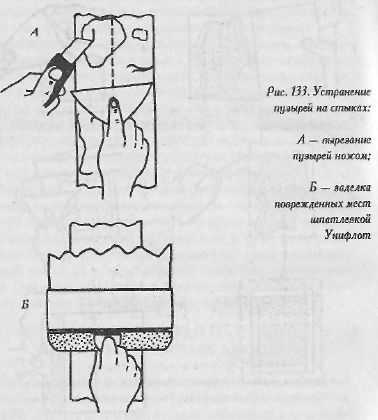 А
Рис. 133. Устранение
пузырей на стыках:
А — вырезание
пузырей ножом;
Б — заделка
поврежденных мест
шпатлевкой
Унифлот
Б